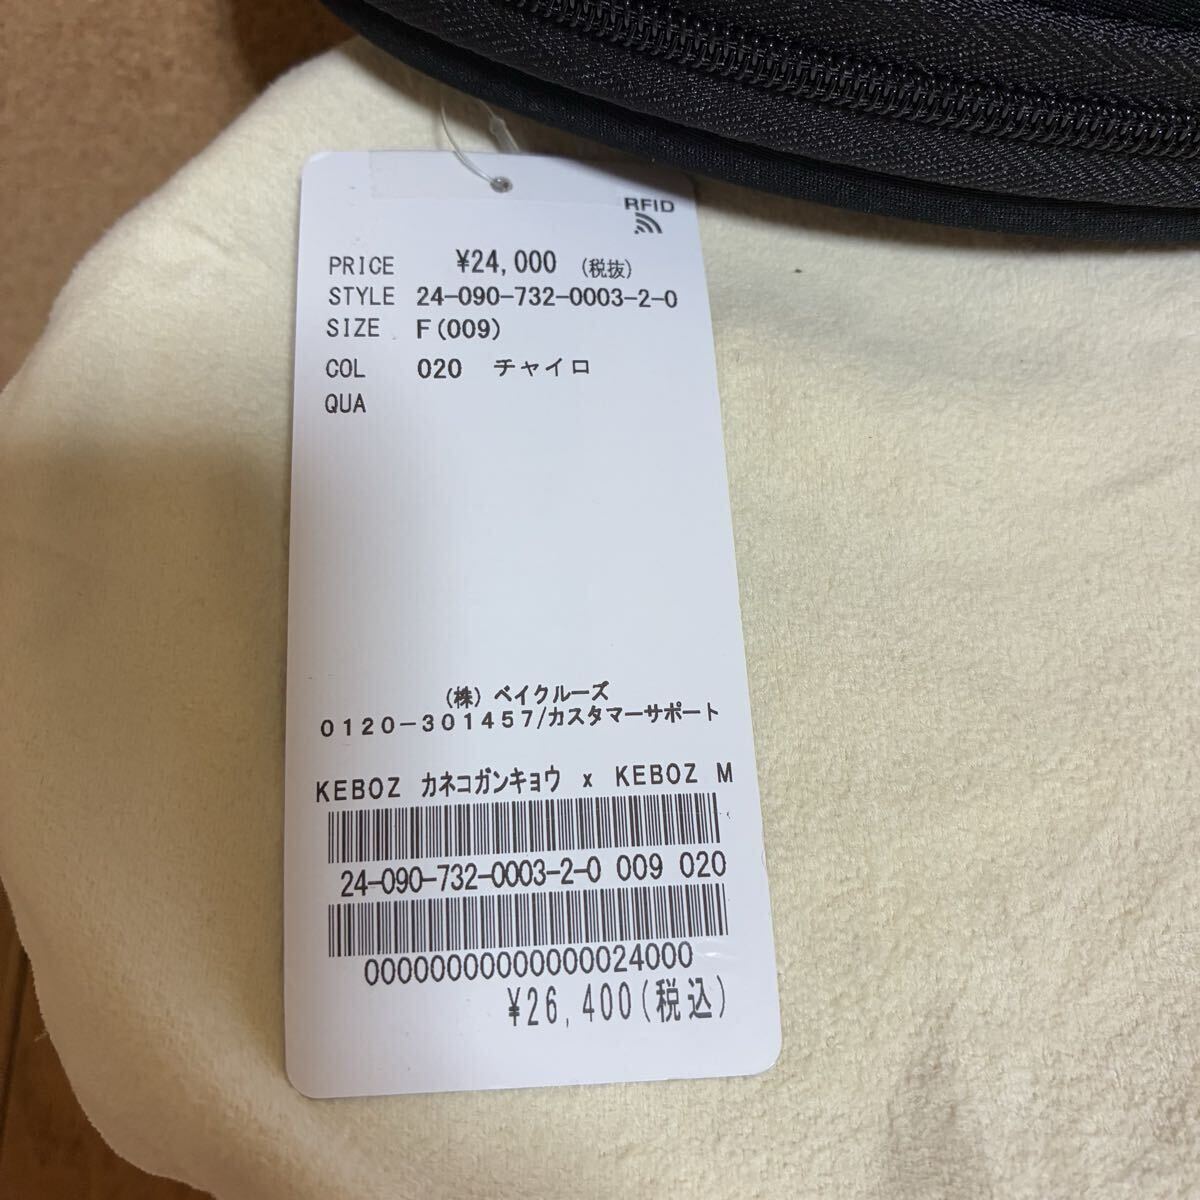 RFID
PRICE ¥24,000 (税抜)
STYLE 24-090-732-0003-2-0
SIZE F(009)
COL 020 チャイロ
QUA
(株) ベイクルーズ
0120-301457/カスタマーサポート
KEBOZ カネコガンキョウ x KEBOZ M
24-090-732-0003-2-0 009 020
00000000000000024000
¥26,400(税込)